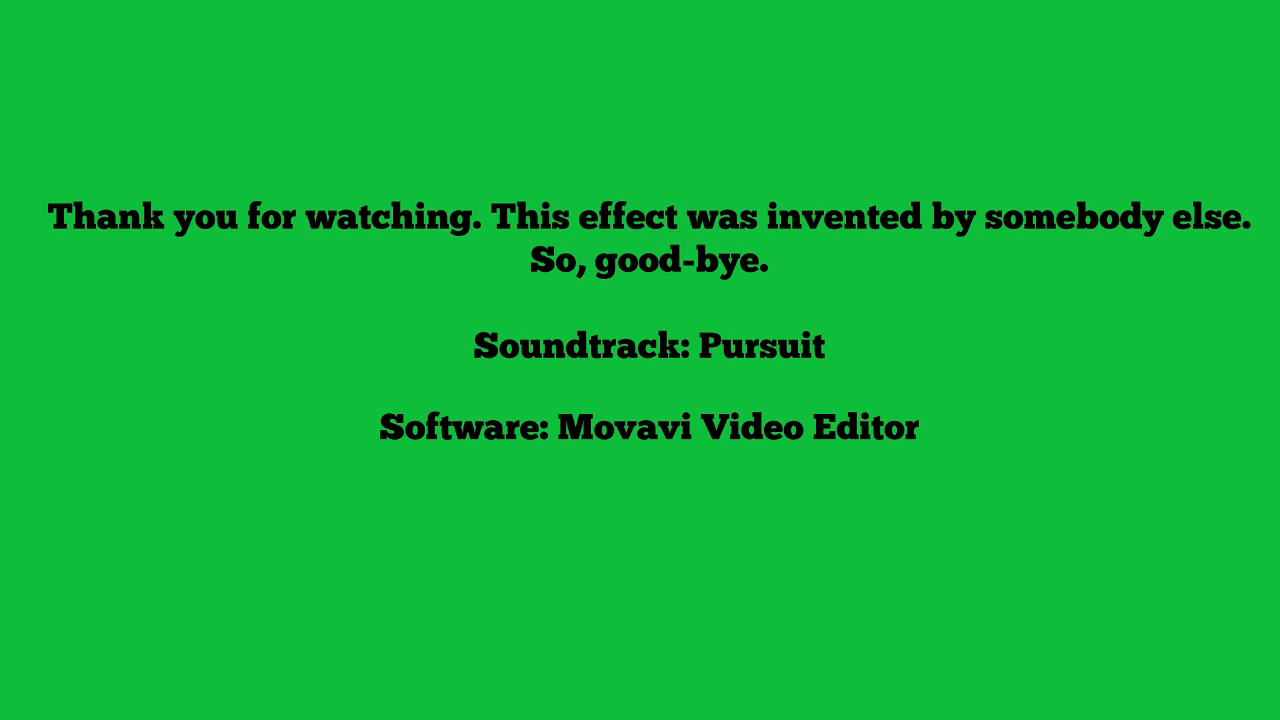 Thank you for watching. This effect was invented by somebody else.
So, good-bye.
Soundtrack: Pursuit
Software: Movavi Video Editor